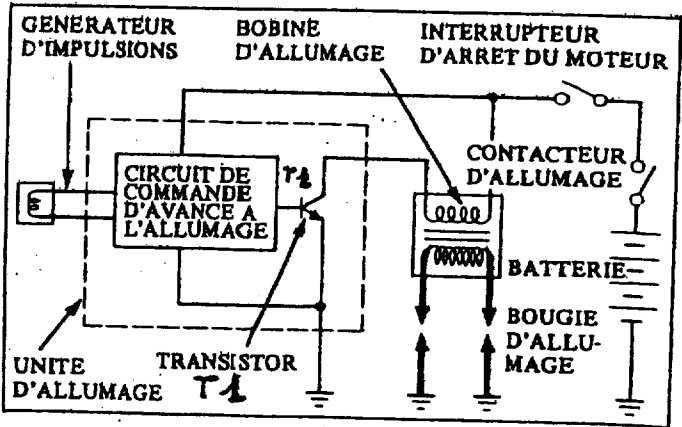 GENERATEUR
D'IMPULSIONS
BOBINE
D'ALLUMAGE
INTERRUPTEUR
D'ARRET DU MOTEUR
CIRCUIT DE
COMMANDE
D'AVANCE A
L'ALLUMAGE
T1
CONTACTEUR
D'ALLUMAGE
BATTERIE
BOUGIE
D'ALLU-
MAGE
UNITE
D'ALLUMAGE
TRANSISTOR
T1